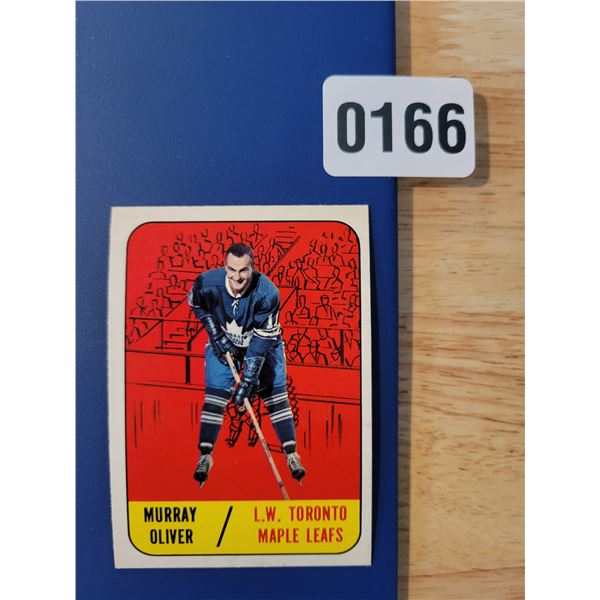 0166
MURRAY / L.W. TORONTO
OLIVER MAPLE LEAFS